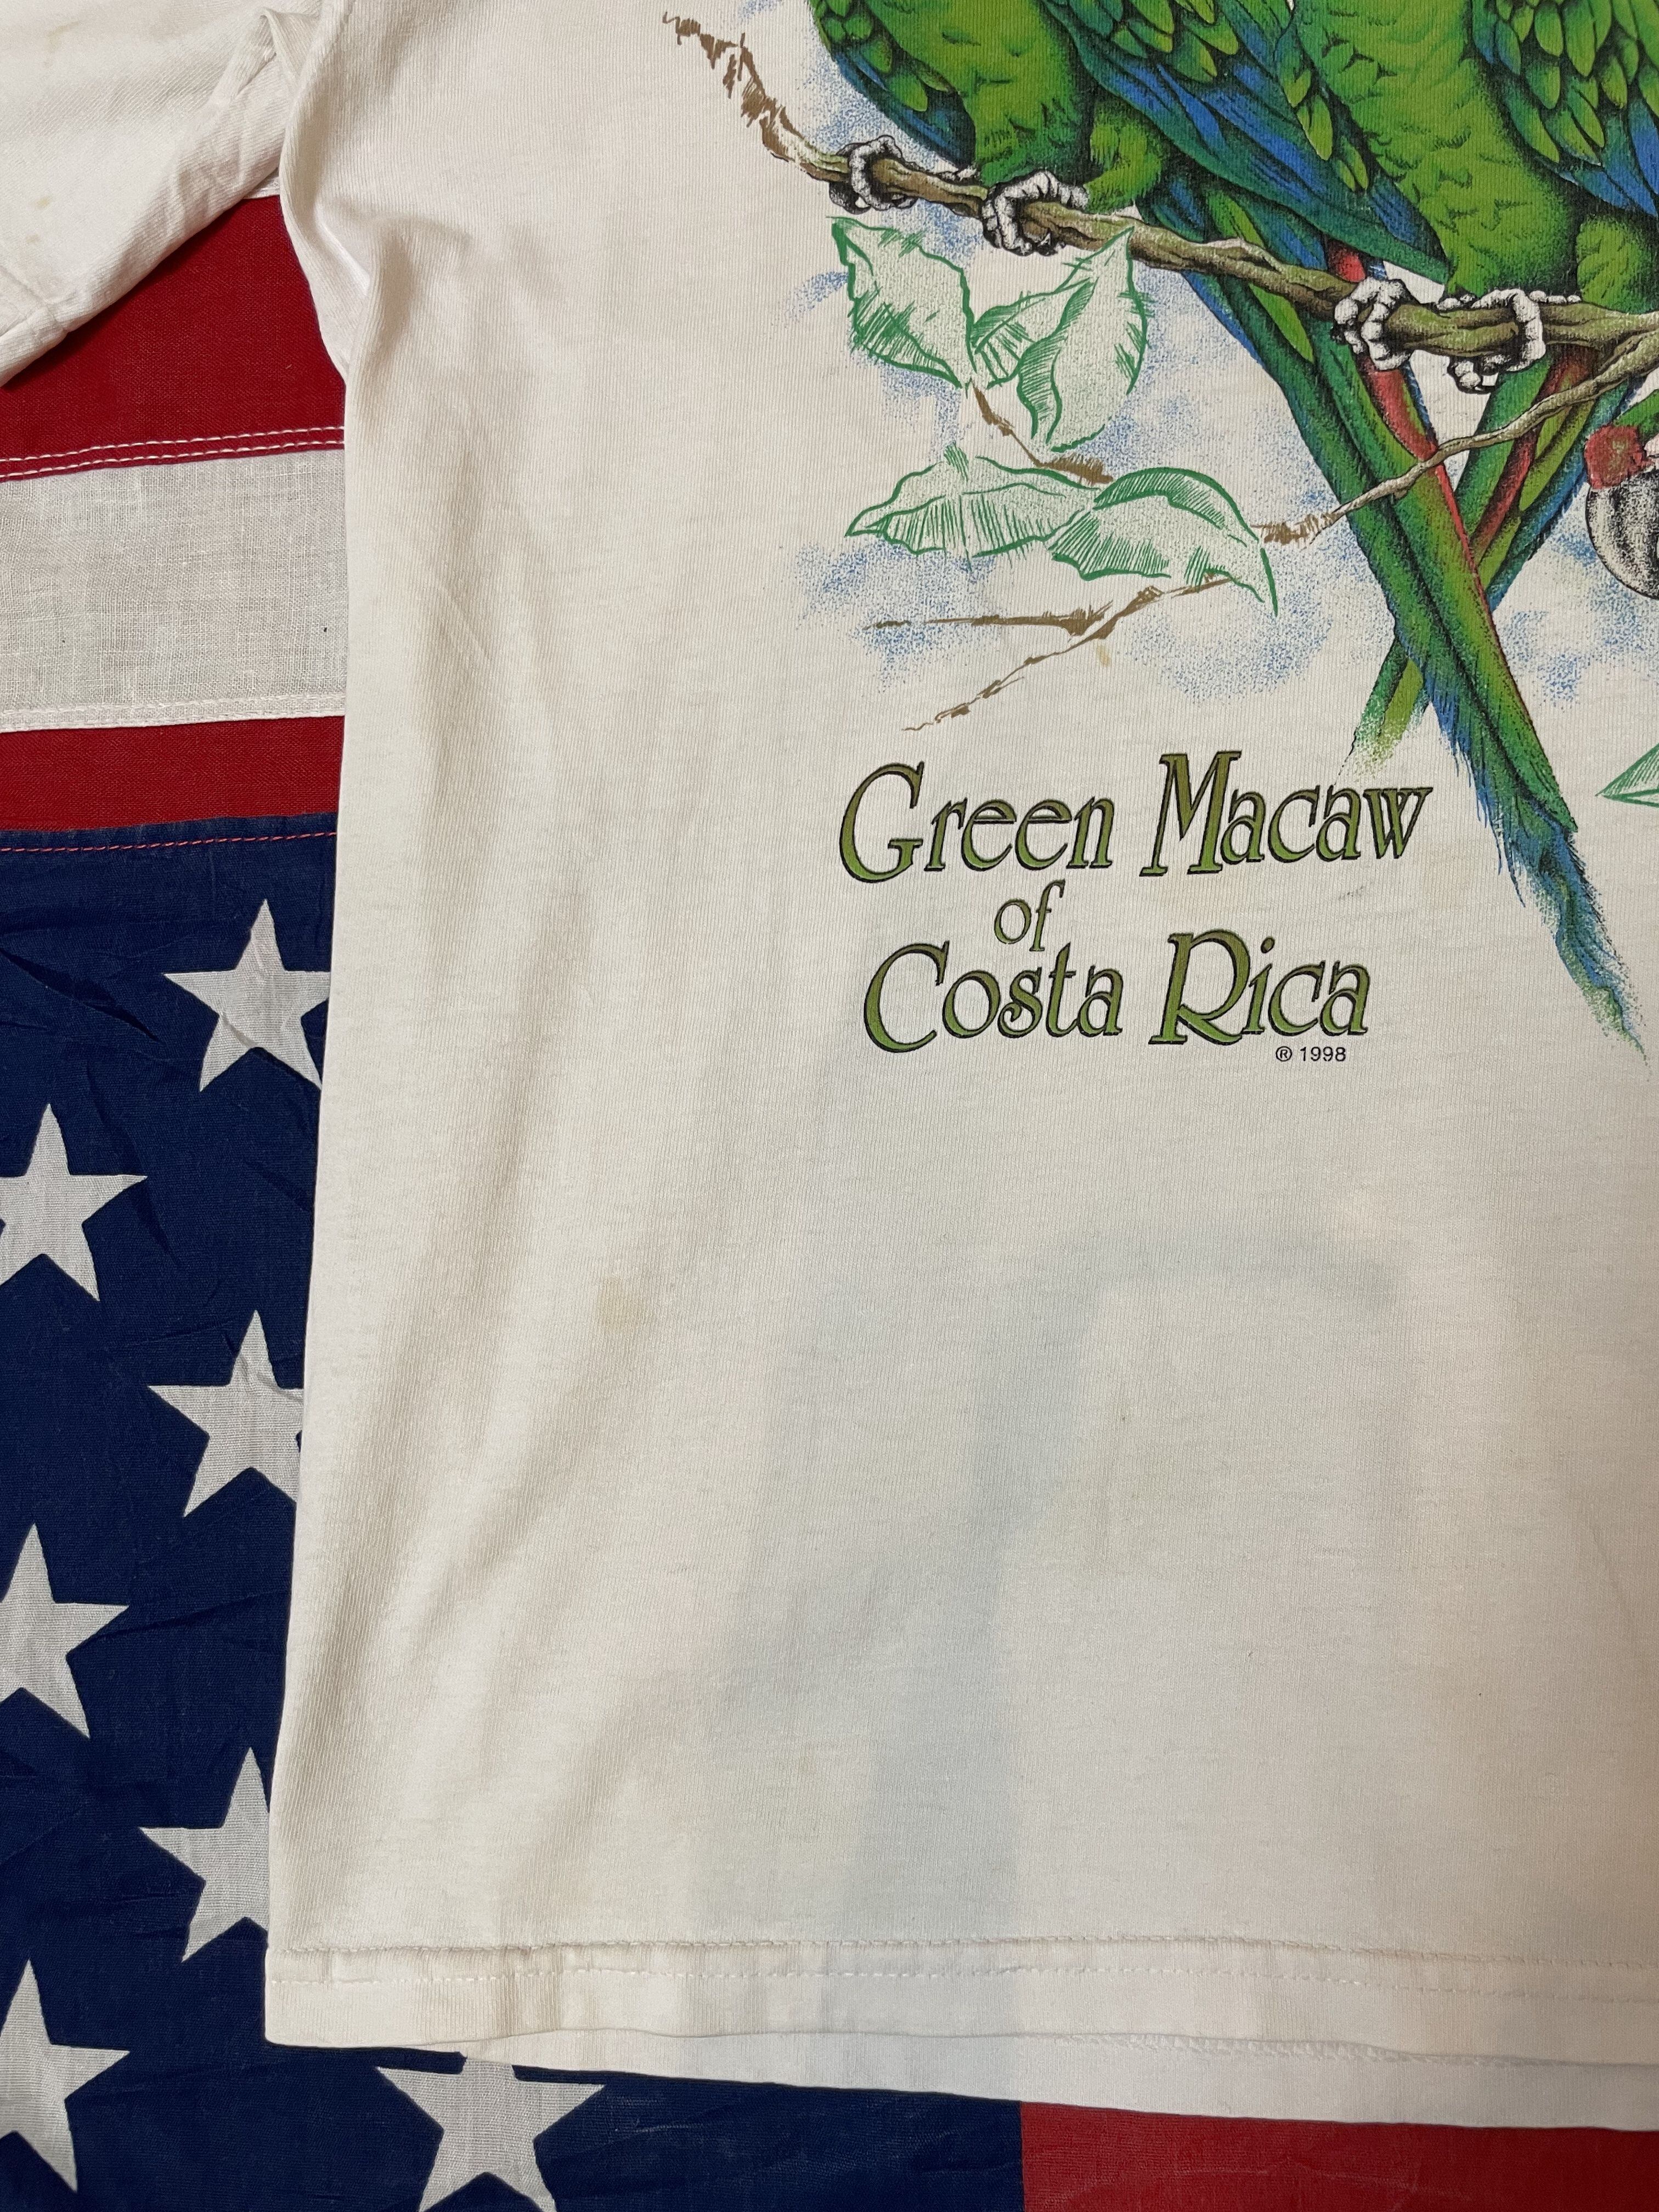 Green Macaw
of
Costa Rica
® 1998